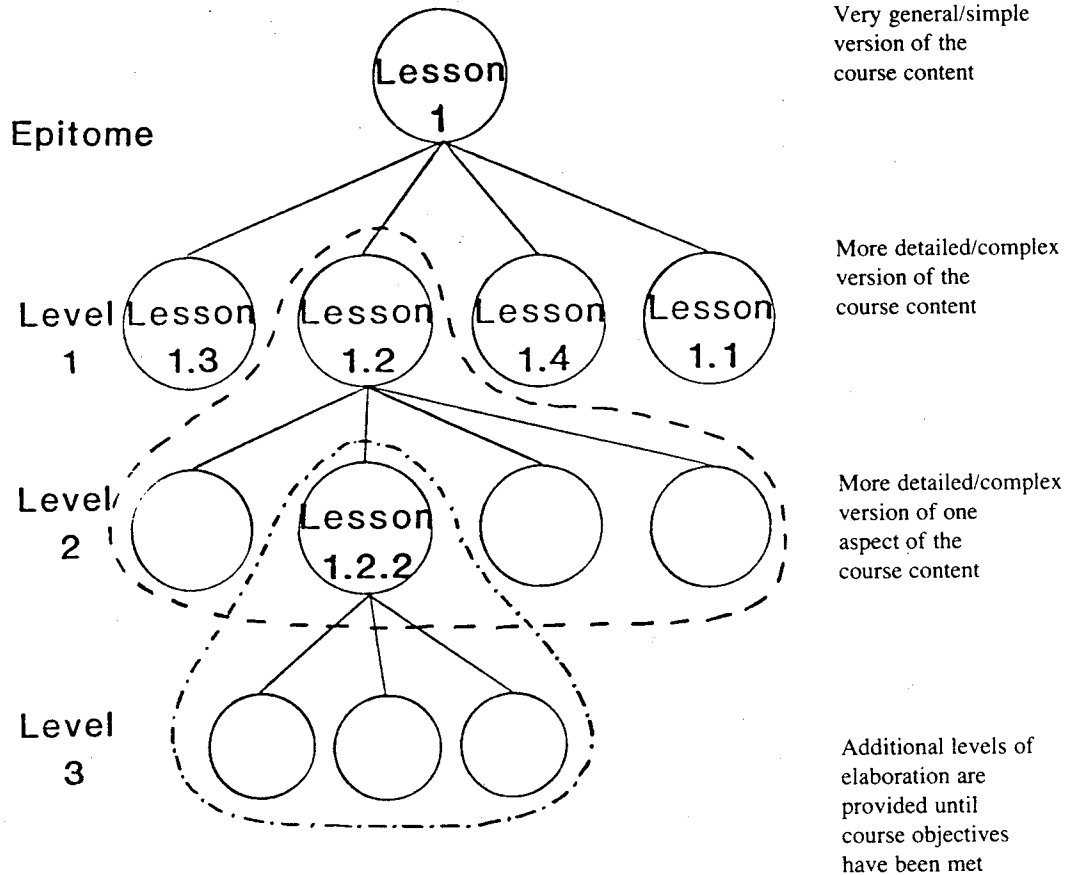 Very general/simple
version of the
course content
Lesson
1
Epitome
More detailed/complex
version of the
course content
Level
1
Lesson
1.3
Lesson
1.2
Lesson
1.4
Lesson
1.1
More detailed/complex
version of one
aspect of the
course content
Level
2
Lesson
1.2.2
Level
3
Additional levels of
elaboration are
provided until
course objectives
have been met